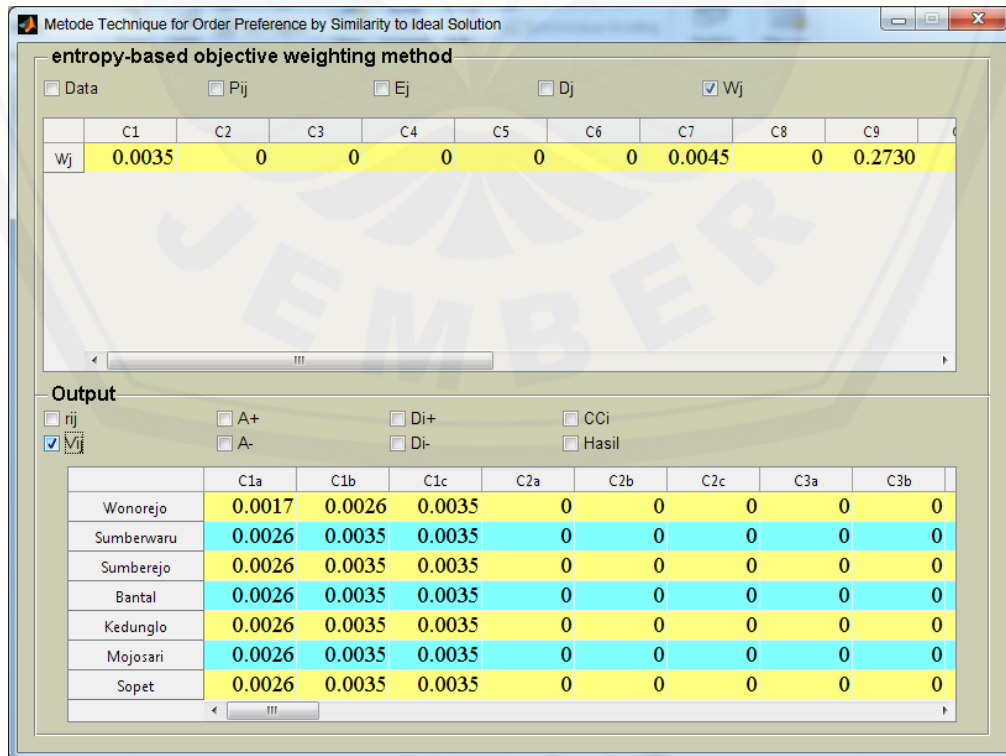 Metode Technique for Order Preference by Similarity to Ideal Solution
entropy-based objective weighting method
Data Pij Ej Dj Wj
C1 C2 C3 C4 C5 C6 C7 C8 C9
Wj 0.0035 0 0 0 0 0 0.0045 0 0.2730
JEMBER
Output
rij A+ Di+ CCi
Vij A- Di- Hasil
C1a C1b C1c C2a C2b C2c C3a C3b
Wonorejo 0.0017 0.0026 0.0035 0 0 0 0 0
Sumberwaru 0.0026 0.0035 0.0035 0 0 0 0 0
Sumberejo 0.0026 0.0035 0.0035 0 0 0 0 0
Bantal 0.0026 0.0035 0.0035 0 0 0 0 0
Kedunglo 0.0026 0.0035 0.0035 0 0 0 0 0
Mojosari 0.0026 0.0035 0.0035 0 0 0 0 0
Sopet 0.0026 0.0035 0.0035 0 0 0 0 0